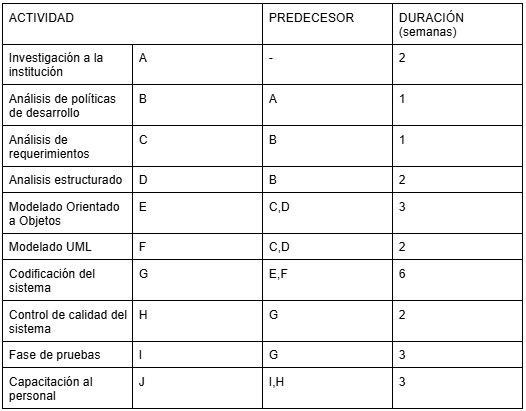 ACTIVIDAD PREDECESOR DURACIÓN
(semanas)
Investigación a la
institución A - 2
Análisis de políticas
de desarrollo B A 1
Análisis de
requerimientos C B 1
Analisis estructurado D B 2
Modelado Orientado
a Objetos E C,D 3
Modelado UML F C,D 2
Codificación del
sistema G E,F 6
Control de calidad del
sistema H G 2
Fase de pruebas I G 3
Capacitación al
personal J I,H 3